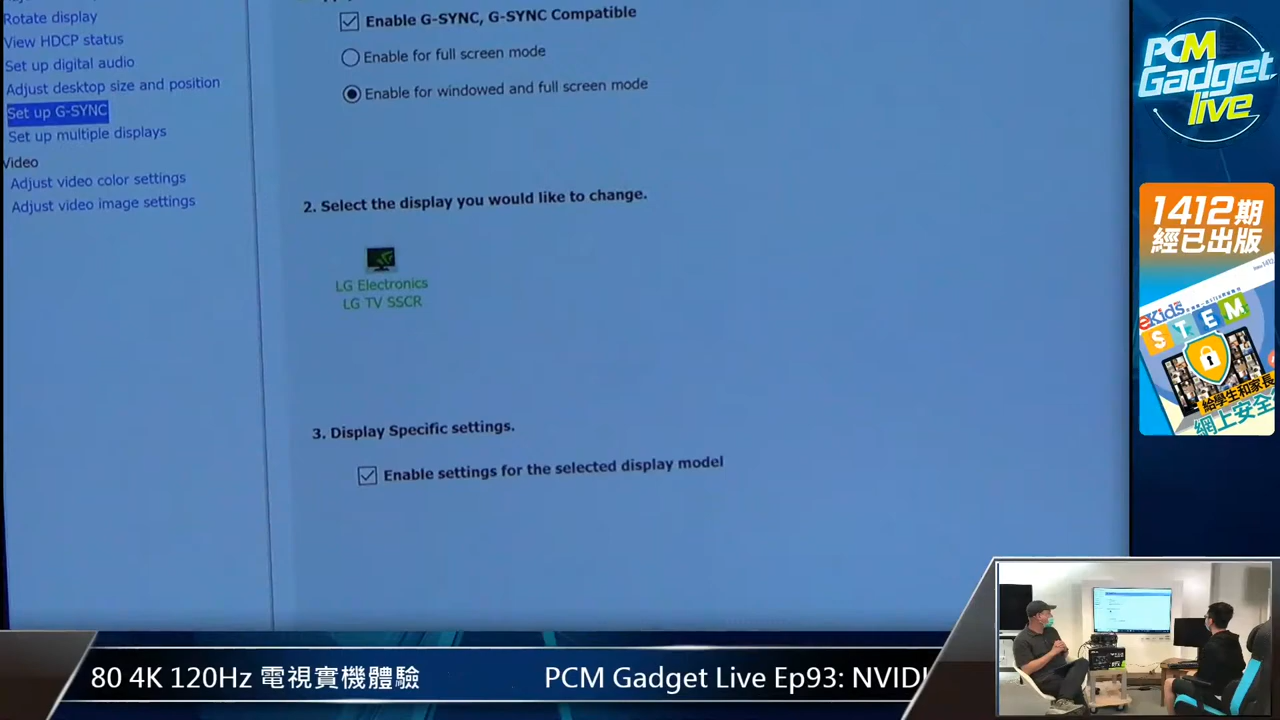 Rotate display
View HDCP status
Set up digital audio
Adjust desktop size and position
Set up G-SYNC
Set up multiple displays
Video
Adjust video color settings
Adjust video image settings
Enable G-SYNC, G-SYNC Compatible
Enable for full screen mode
Enable for windowed and full screen mode
2. Select the display you would like to change.
LG Electronics
LG TV SSCR
3. Display Specific settings.
Enable settings for the selected display model
PCM
Gadget
live
1412期
經已出版
eKids
STEM
給學生和家長
網上安全
80 4K 120Hz 電視實機體驗
PCM Gadget Live Ep93: NVIDI